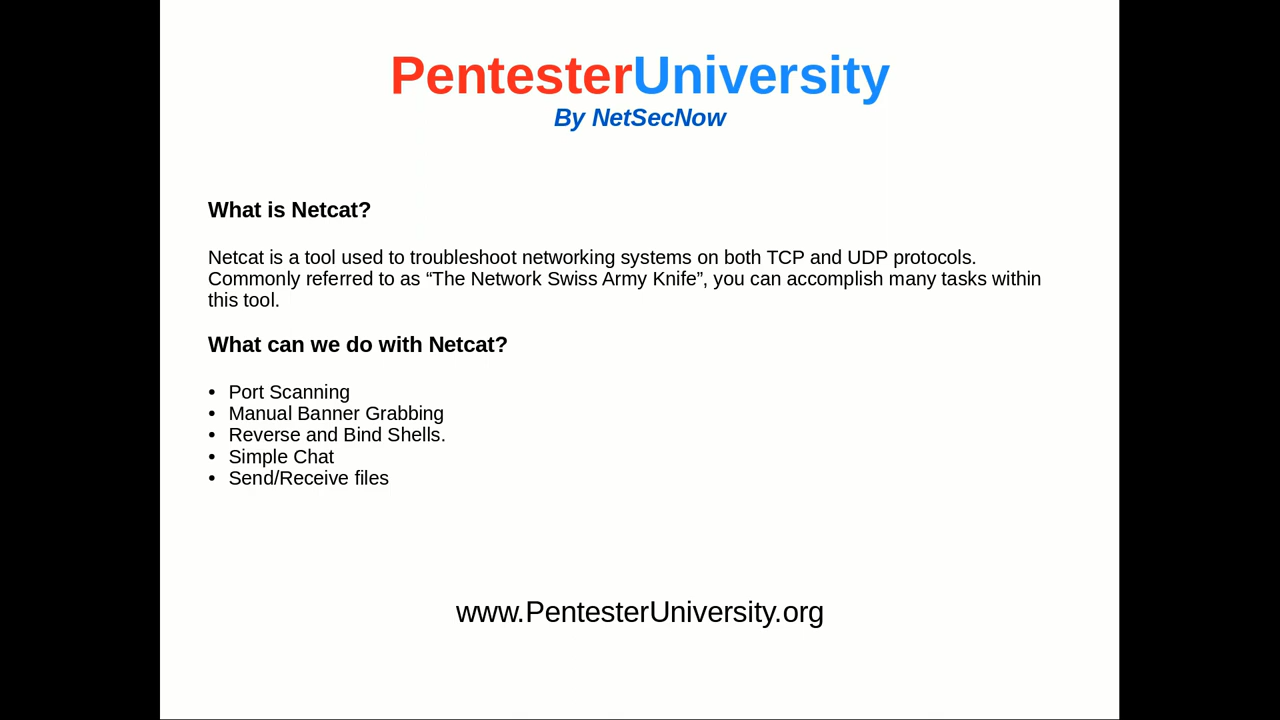 PentesterUniversity
By NetSecNow
What is Netcat?
Netcat is a tool used to troubleshoot networking systems on both TCP and UDP protocols.
Commonly referred to as “The Network Swiss Army Knife”, you can accomplish many tasks within
this tool.
What can we do with Netcat?
• Port Scanning
• Manual Banner Grabbing
• Reverse and Bind Shells.
• Simple Chat
• Send/Receive files
www.PentesterUniversity.org